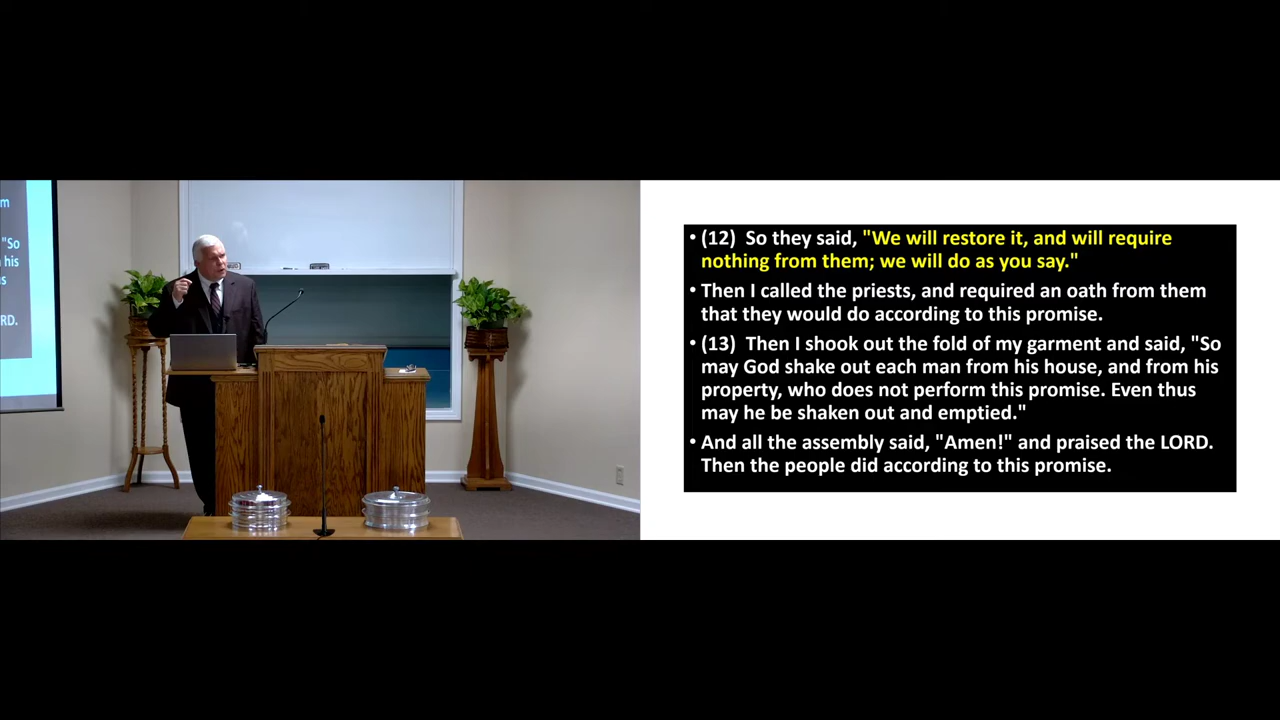 m
"So
his
s
RD.
• (12) So they said, "We will restore it, and will require
nothing from them; we will do as you say."
• Then I called the priests, and required an oath from them
that they would do according to this promise.
• (13) Then I shook out the fold of my garment and said, "So
may God shake out each man from his house, and from his
property, who does not perform this promise. Even thus
may he be shaken out and emptied."
• And all the assembly said, "Amen!" and praised the LORD.
Then the people did according to this promise.